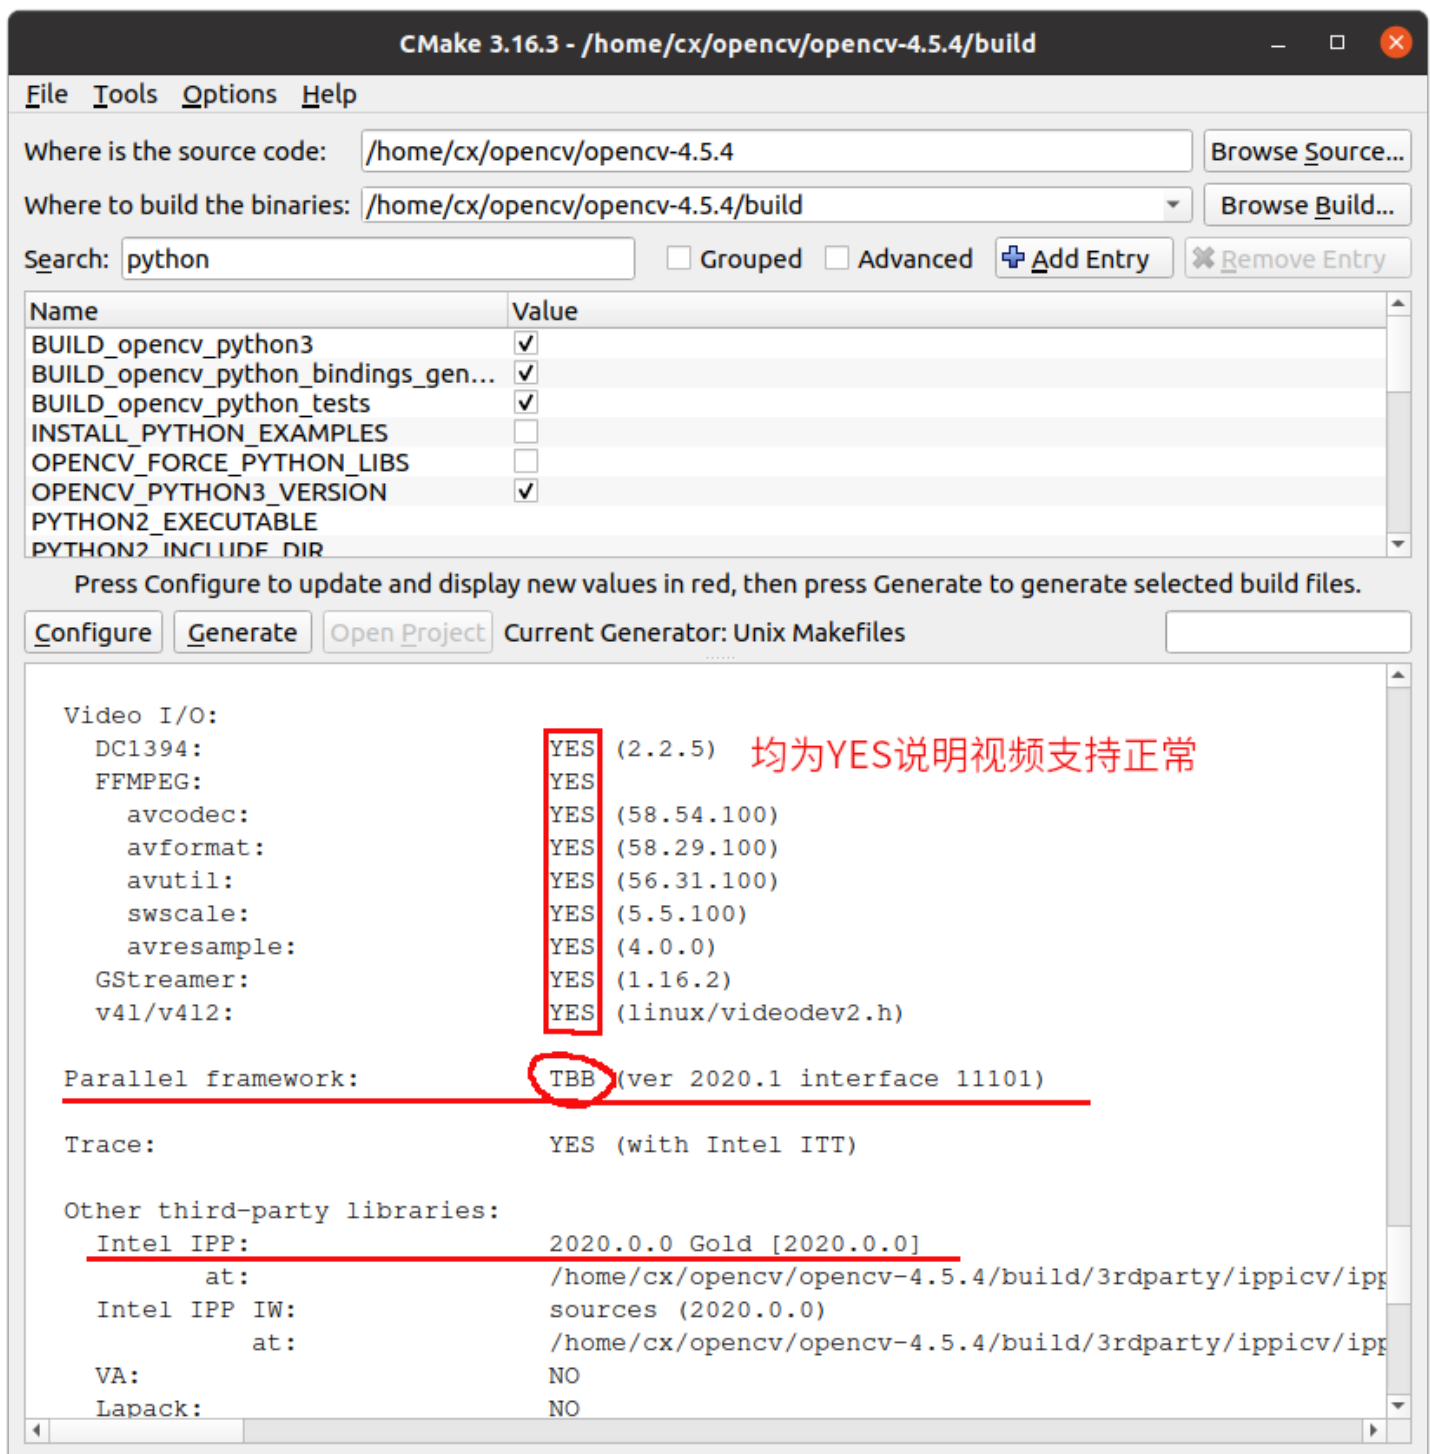 CMake 3.16.3 - /home/cx/opencv/opencv-4.5.4/build
File Tools Options Help
Where is the source code: /home/cx/opencv/opencv-4.5.4 Browse Source...
Where to build the binaries: /home/cx/opencv/opencv-4.5.4/build Browse Build...
Search: python Grouped Advanced Add Entry Remove Entry
Name Value
BUILD_opencv_python3
BUILD_opencv_python_bindings_gen...
BUILD_opencv_python_tests
INSTALL_PYTHON_EXAMPLES
OPENCV_FORCE_PYTHON_LIBS
OPENCV_PYTHON3_VERSION
PYTHON2_EXECUTABLE
PYTHON2_INCLUDE_DIR
Press Configure to update and display new values in red, then press Generate to generate selected build files.
Configure Generate Open Project Current Generator: Unix Makefiles
Video I/O:
DC1394: YES (2.2.5) 均为YES说明视频支持正常
FFMPEG: YES
avcodec: YES (58.54.100)
avformat: YES (58.29.100)
avutil: YES (56.31.100)
swscale: YES (5.5.100)
avresample: YES (4.0.0)
GStreamer: YES (1.16.2)
v4l/v4l2: YES (linux/videodev2.h)
Parallel framework: TBB (ver 2020.1 interface 11101)
Trace: YES (with Intel ITT)
Other third-party libraries:
Intel IPP: 2020.0.0 Gold [2020.0.0]
at: /home/cx/opencv/opencv-4.5.4/build/3rdparty/ippicv/ipp
Intel IPP IW: sources (2020.0.0)
at: /home/cx/opencv/opencv-4.5.4/build/3rdparty/ippicv/ipp
VA: NO
Lapack: NO